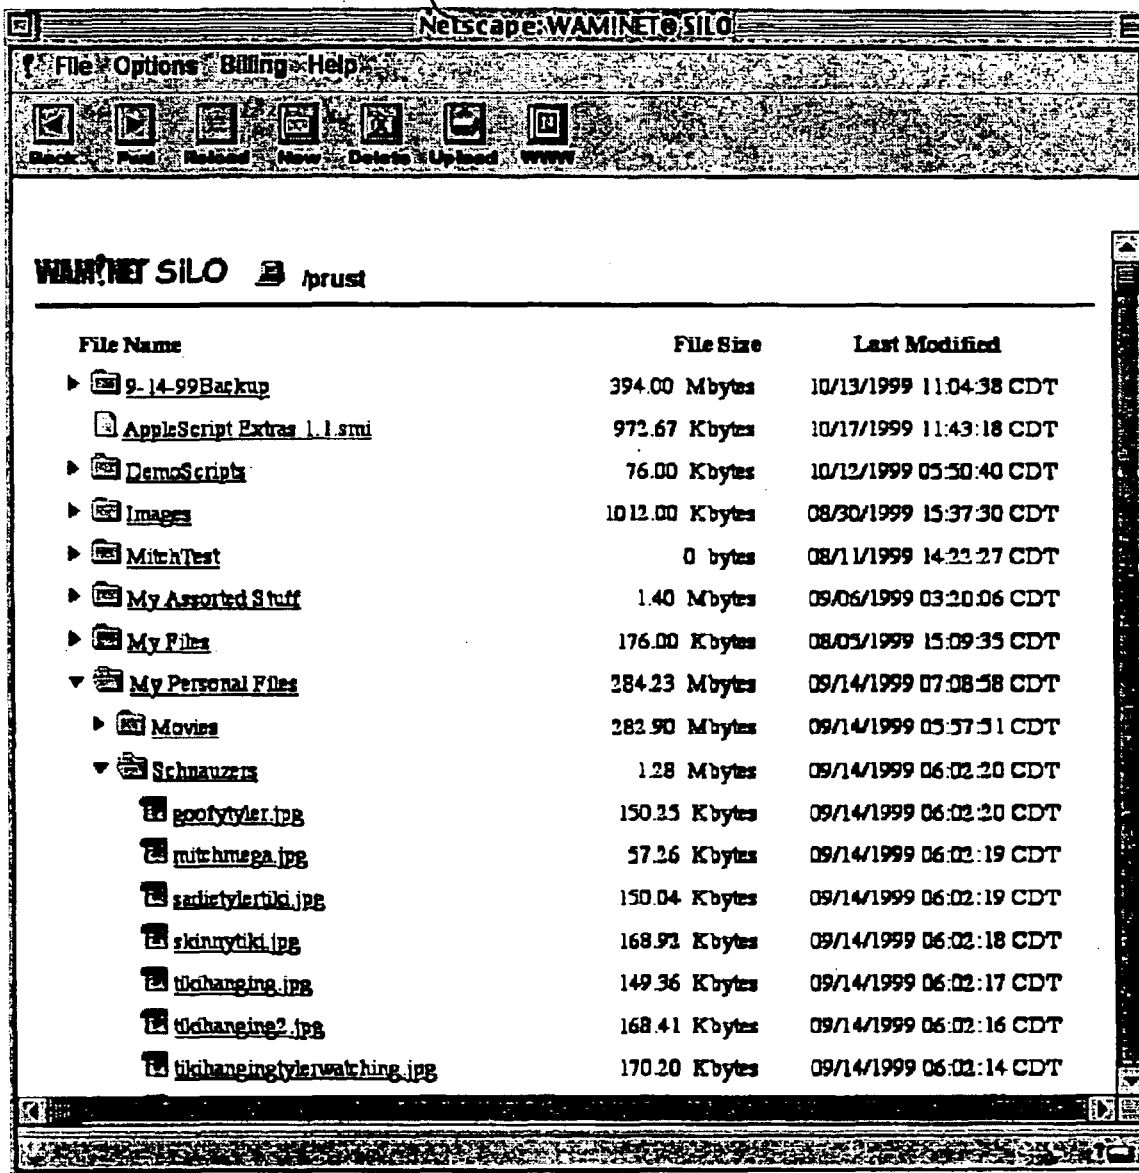 Netscape:WAM!NET@SILO
File Options Billing Help
Back Fwd Reload New Delete Upload WWW
WAM!NET SILO /prust
File Name File Size Last Modified
9-14-99Backup 394.00 Mbytes 10/13/1999 11:04:38 CDT
AppleScript Extras 1.1.smi 972.67 Kbytes 10/17/1999 11:43:18 CDT
DemoScripts 76.00 Kbytes 10/12/1999 05:50:40 CDT
Images 1012.00 Kbytes 08/30/1999 15:37:30 CDT
MitchTest 0 bytes 08/11/1999 14:22:27 CDT
My Assorted Stuff 1.40 Mbytes 09/06/1999 03:20:06 CDT
My Files 176.00 Kbytes 08/05/1999 15:09:35 CDT
My Personal Files 284.23 Mbytes 09/14/1999 07:08:58 CDT
Movies 282.90 Mbytes 09/14/1999 05:57:51 CDT
Schnauzers 1.28 Mbytes 09/14/1999 06:02:20 CDT
goofytyler.jpg 150.25 Kbytes 09/14/1999 06:02:20 CDT
mitchmega.jpg 57.26 Kbytes 09/14/1999 06:02:19 CDT
sadietylertiki.jpg 150.04 Kbytes 09/14/1999 06:02:19 CDT
skinnytiki.jpg 168.92 Kbytes 09/14/1999 06:02:18 CDT
tikihanging.jpg 149.36 Kbytes 09/14/1999 06:02:17 CDT
tikihanging2.jpg 168.41 Kbytes 09/14/1999 06:02:16 CDT
tikihangingtylerwatching.jpg 170.20 Kbytes 09/14/1999 06:02:14 CDT